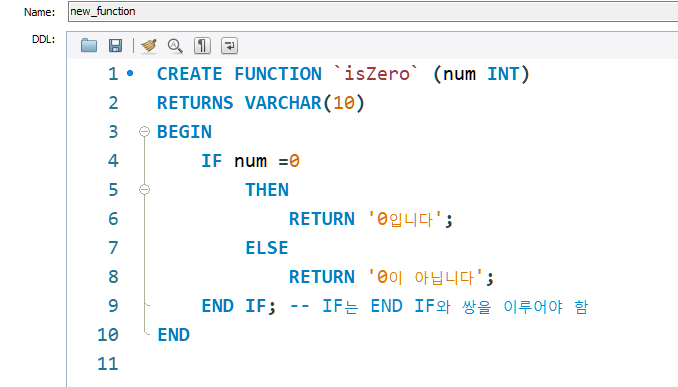 Name: new_function
DDL:
1 CREATE FUNCTION `isZero` (num INT)
2 RETURNS VARCHAR(10)
3 BEGIN
4 IF num =0
5 THEN
6 RETURN '0입니다';
7 ELSE
8 RETURN '0이 아닙니다';
9 END IF; -- IF는 END IF와 쌍을 이루어야 함
10 END
11